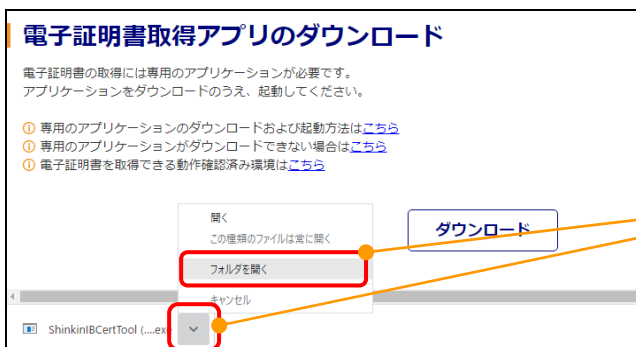 電子証明書取得アプリのダウンロード
電子証明書の取得には専用のアプリケーションが必要です。
アプリケーションをダウンロードのうえ、起動してください。
専用のアプリケーションのダウンロードおよび起動方法はこちら
専用のアプリケーションがダウンロードできない場合はこちら
電子証明書を取得できる動作確認済み環境はこちら
開く
この種類のファイルは常に開く
フォルダを開く
キャンセル
ダウンロード
ShinkinIBCertTool (....exe